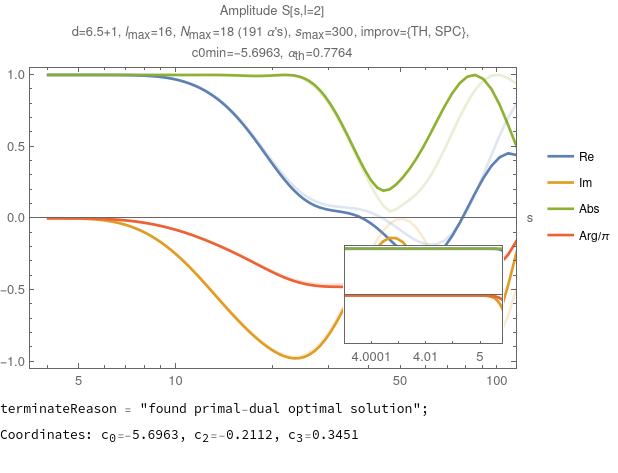 Amplitude S[s,l=2]
d=6.5+1, lmax=16, Nmax=18 (191 α's), smax=300, improv={TH, SPC},
c0min=-5.6963, αth=0.7764
1.0
0.5
0.0
-0.5
-1.0
s
Re
Im
Abs
Arg/π
4.0001 4.01 5
5 10 50 100
terminateReason = "found primal-dual optimal solution";
Coordinates: c0=-5.6963, c2=-0.2112, c3=0.3451